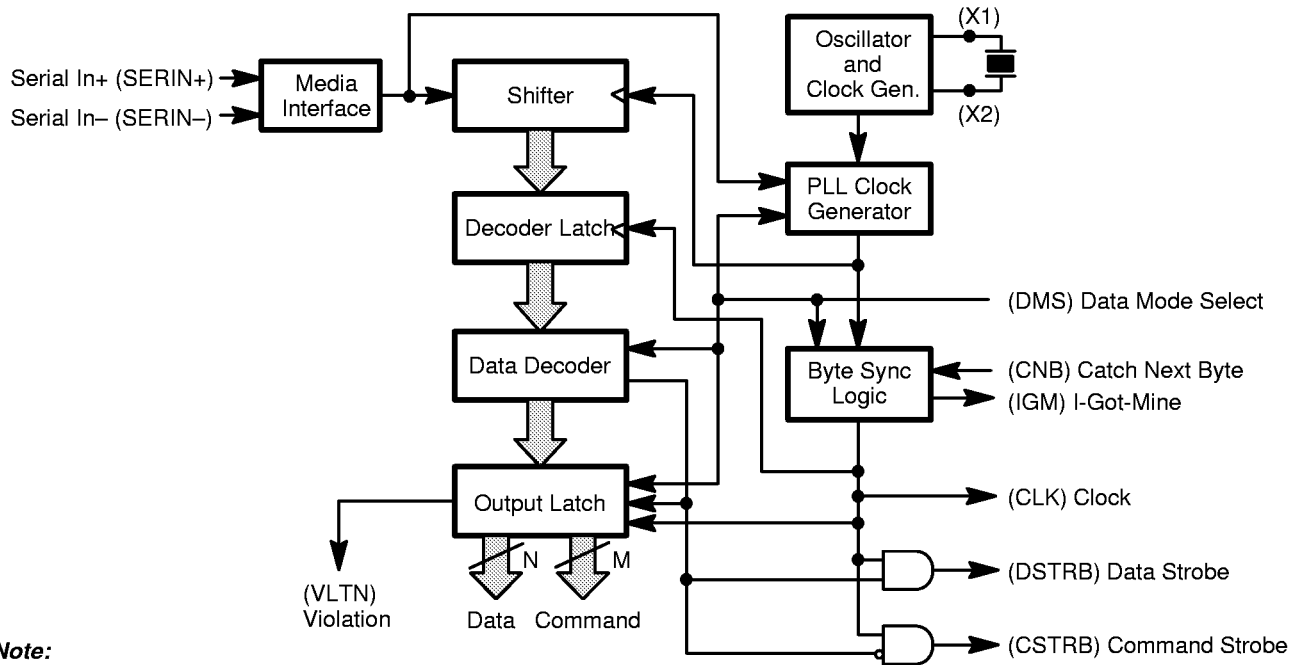 (X1)
Oscillator
and
Clock Gen.
(X2)
Serial In+ (SERIN+)
Serial In– (SERIN–)
Media
Interface
Shifter
PLL Clock
Generator
Decoder Latch
(DMS) Data Mode Select
Data Decoder
Byte Sync
Logic
(CNB) Catch Next Byte
(IGM) I-Got-Mine
Output Latch
(CLK) Clock
N
M
(VLTN)
Violation
Data
Command
(DSTRB) Data Strobe
(CSTRB) Command Strobe
Note: